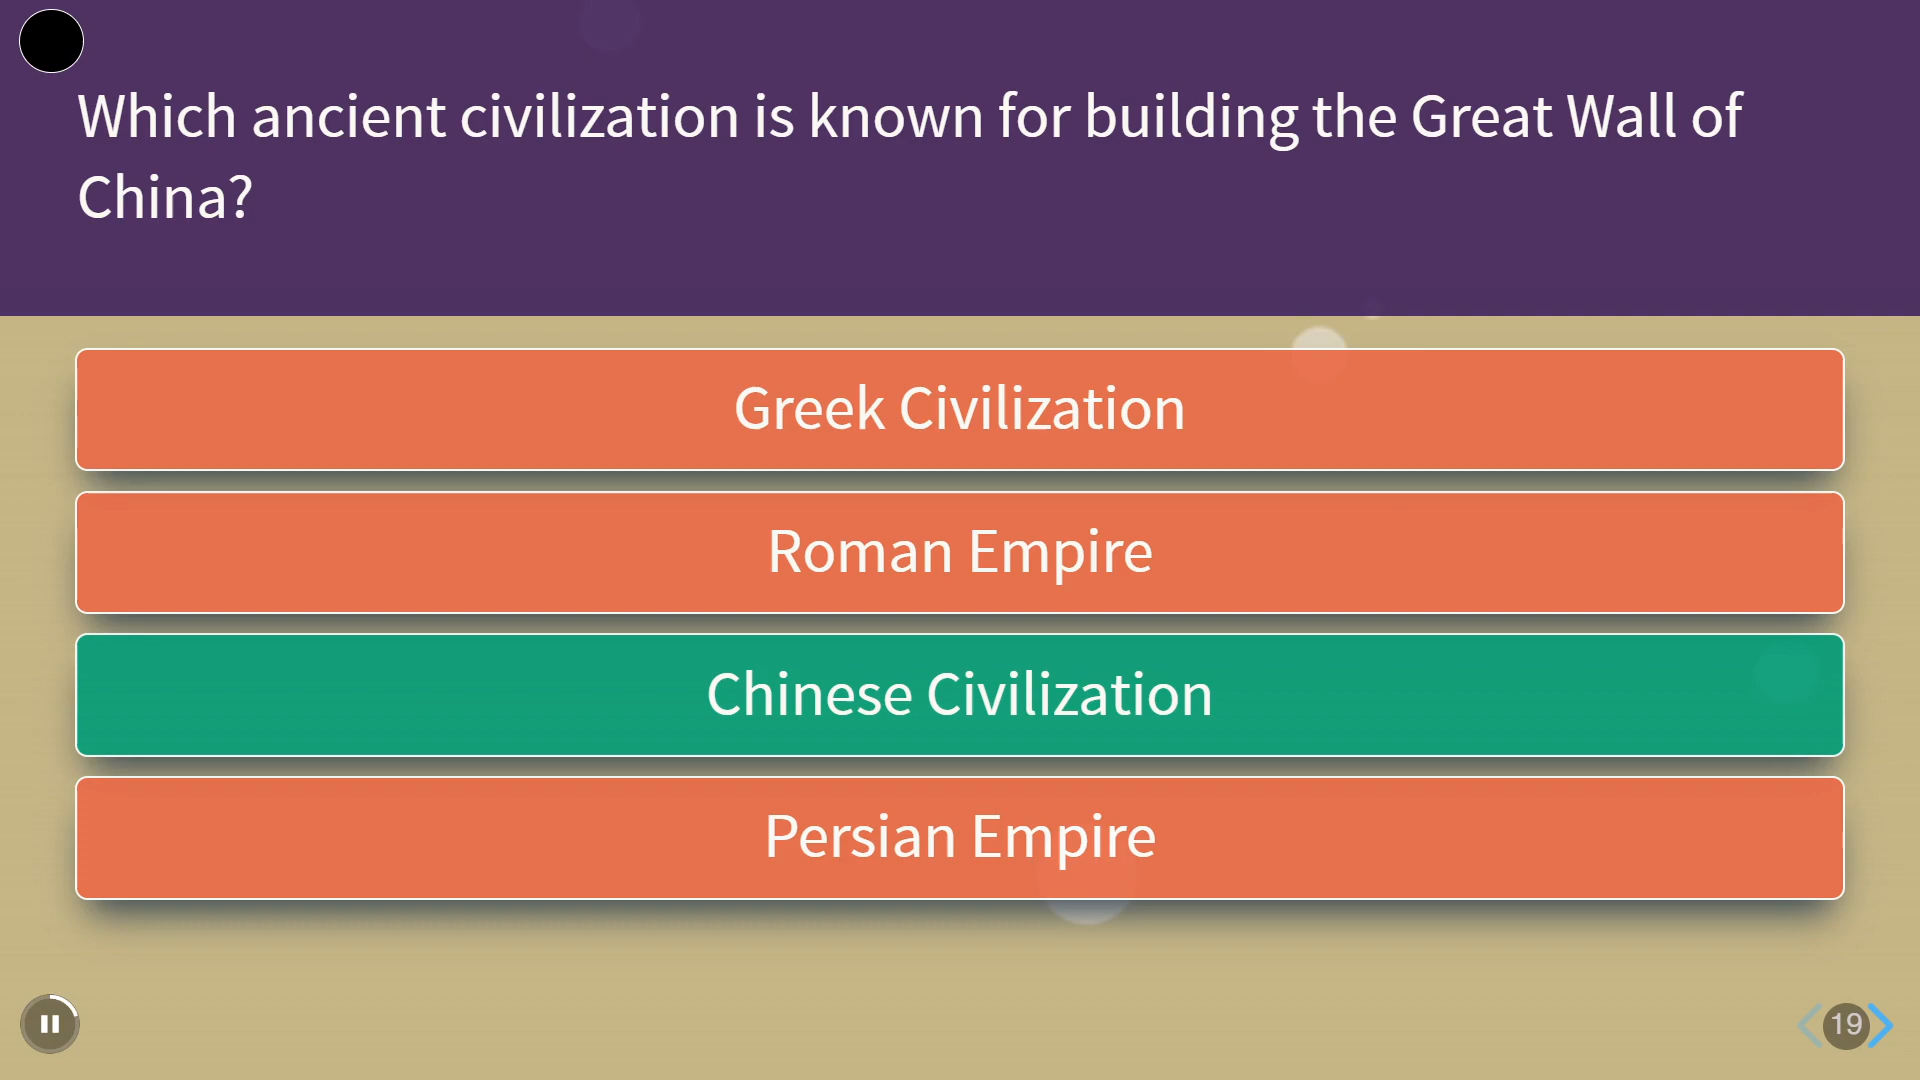 Which ancient civilization is known for building the Great Wall of
China?
Greek Civilization
Roman Empire
Chinese Civilization
Persian Empire
19